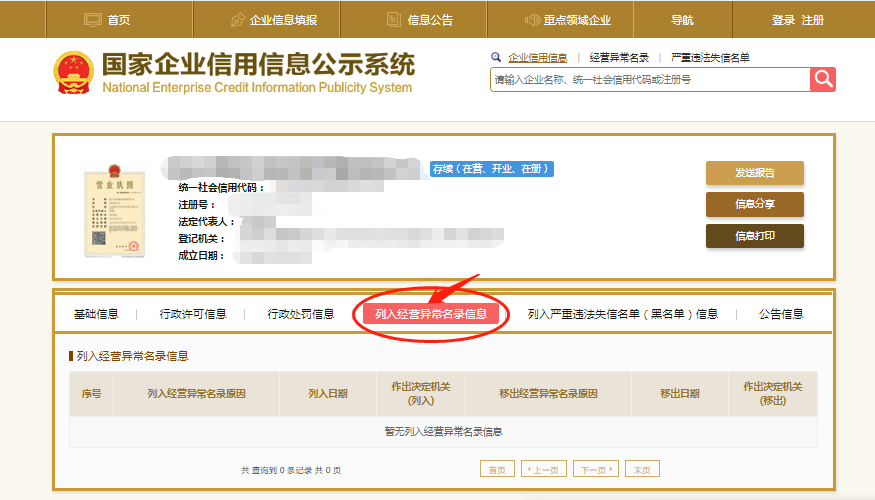 首页 企业信息填报 信息公告 重点领域企业 导航 登录 注册
国家企业信用信息公示系统
National Enterprise Credit Information Publicity System
企业信用信息 | 经营异常名录 | 严重违法失信名单
请输入企业名称、统一社会信用代码或注册号
存续（在营、开业、在册）
营业执照
统一社会信用代码：
注册号：
法定代表人：
登记机关：
成立日期：
发送报告
信息分享
信息打印
基础信息 | 行政许可信息 | 行政处罚信息 列入经营异常名录信息 列入严重违法失信名单（黑名单）信息 | 公告信息
列入经营异常名录信息
序号 列入经营异常名录原因 列入日期 作出决定机关(列入) 移出经营异常名录原因 移出日期 作出决定机关(移出)
暂无列入经营异常名录信息
共 查询到 0 条记录 共 0 页 首页 上一页 下一页 末页